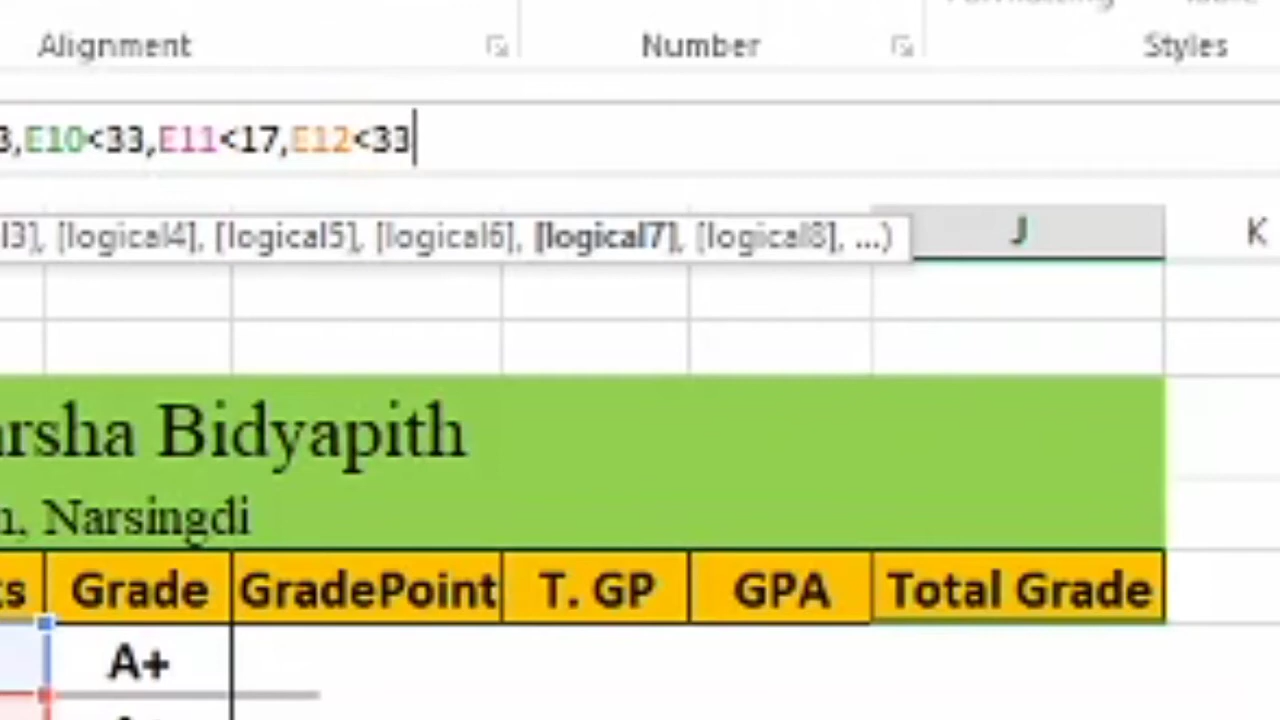 Alignment Number Styles
3,E10<33,E11<17,E12<33
l3], [logical4], [logical5], [logical6], [logical7], [logical8], ...)
J K
arsha Bidyapith
n, Narsingdi
ks Grade GradePoint T. GP GPA Total Grade
A+